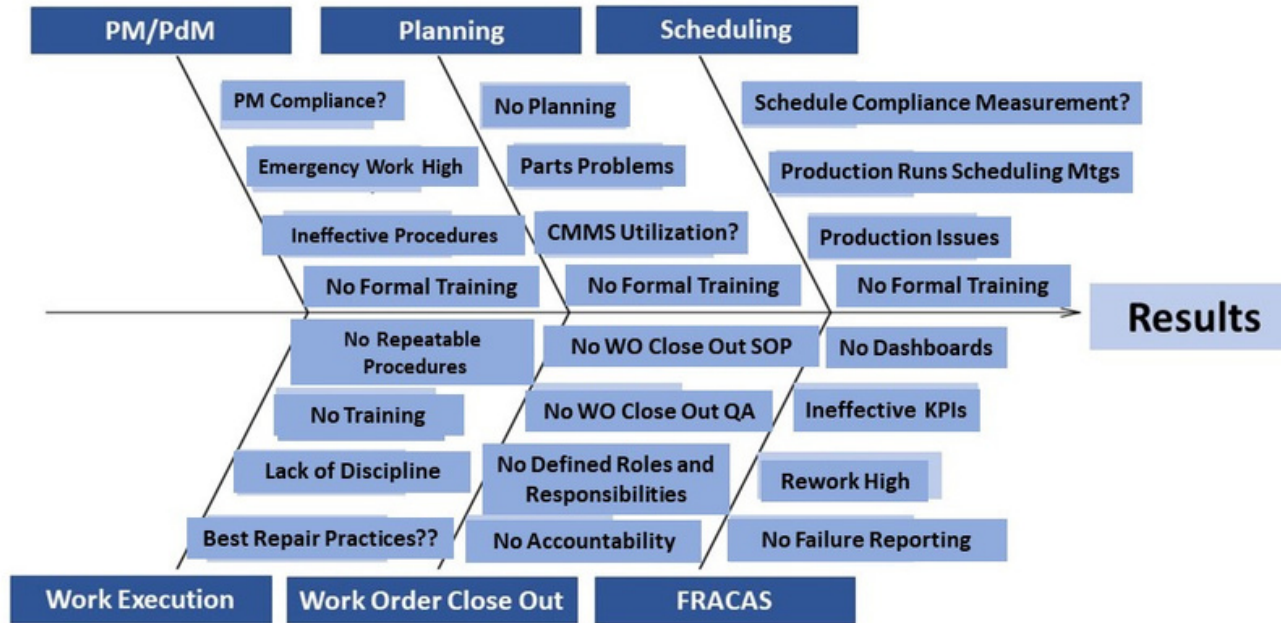 PM/PdM
Planning
Scheduling
PM Compliance?
Emergency Work High
Ineffective Procedures
No Formal Training
No Planning
Parts Problems
CMMS Utilization?
No Formal Training
Schedule Compliance Measurement?
Production Runs Scheduling Mtgs
Production Issues
No Formal Training
Results
No Repeatable
Procedures
No Training
Lack of Discipline
Best Repair Practices??
No WO Close Out SOP
No WO Close Out QA
No Defined Roles and
Responsibilities
No Accountability
No Dashboards
Ineffective KPIs
Rework High
No Failure Reporting
Work Execution
Work Order Close Out
FRACAS